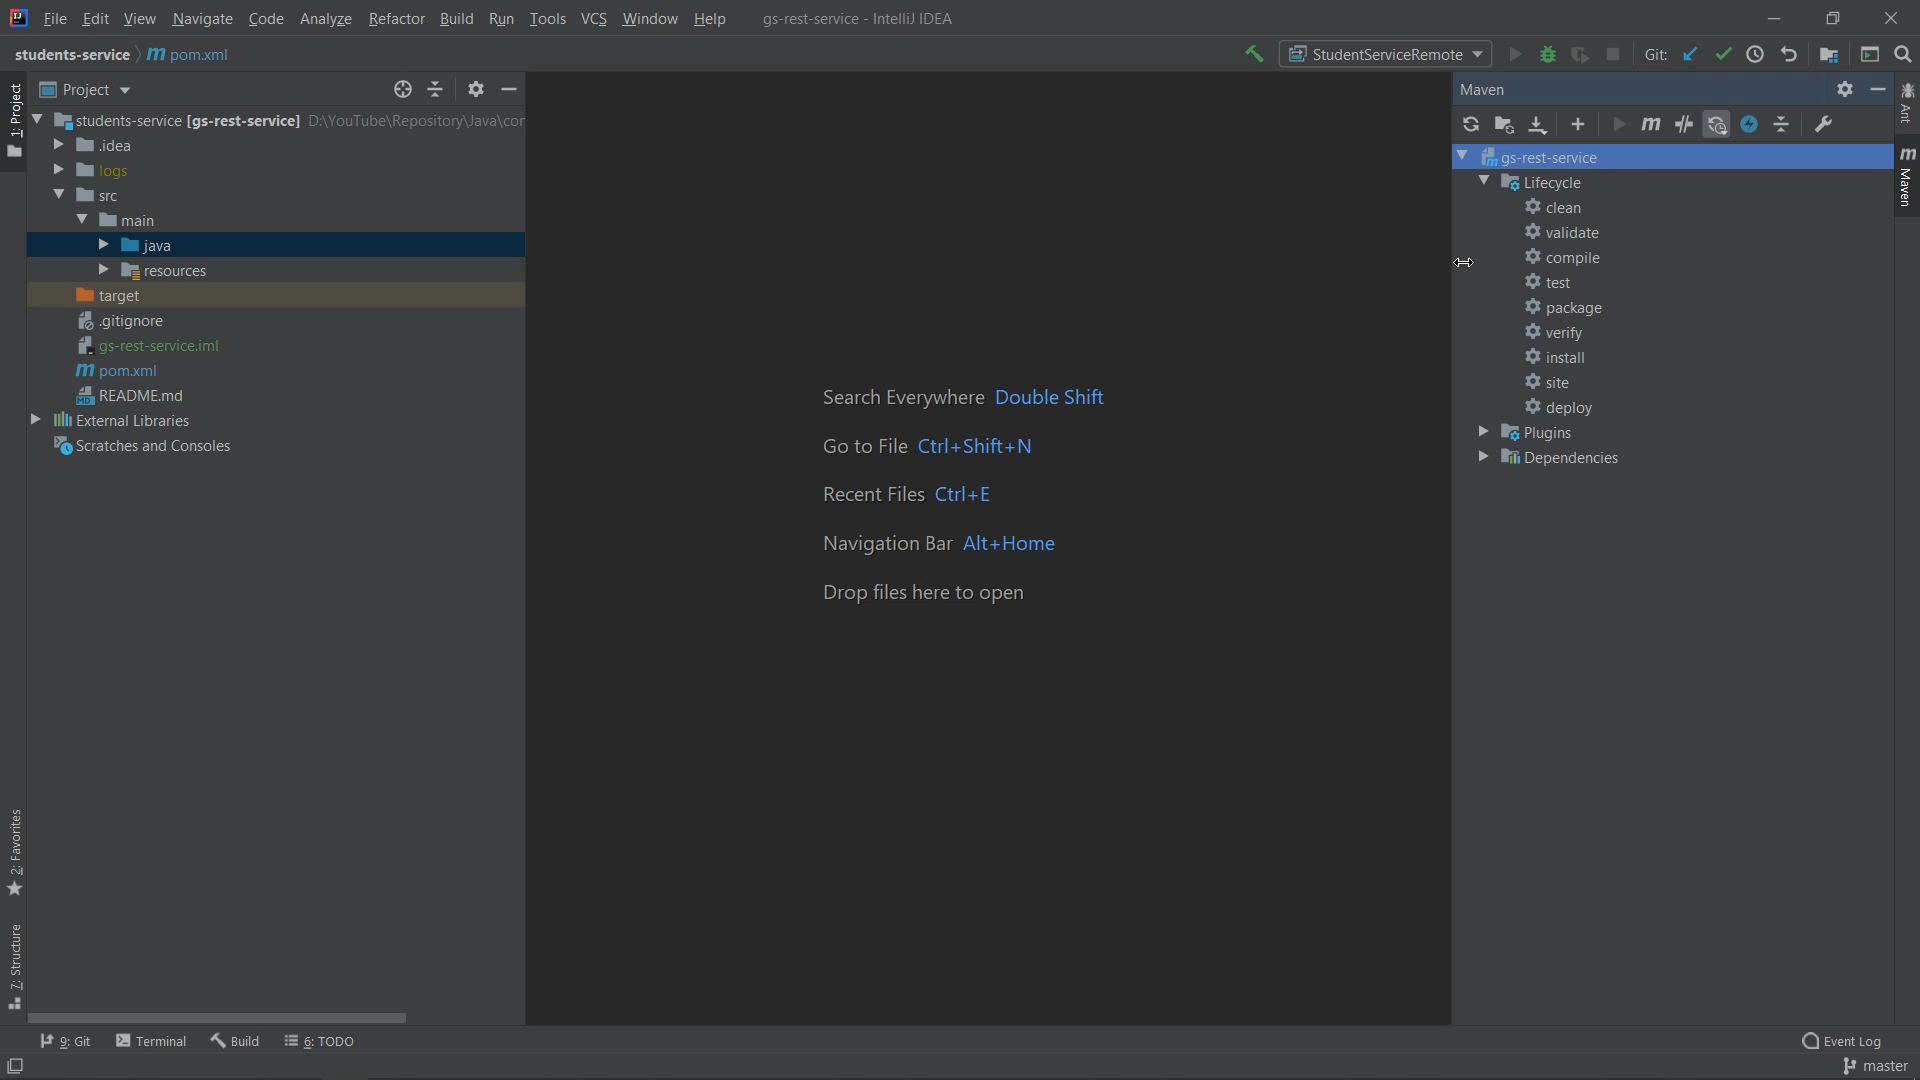 File Edit View Navigate Code Analyze Refactor Build Run Tools VCS Window Help gs-rest-service - IntelliJ IDEA
students-service pom.xml
StudentServiceRemote Git:
1: Project
2: Favorites
7: Structure
Project
students-service [gs-rest-service] D:\YouTube\Repository\Java\cor
.idea
logs
src
main
java
resources
target
.gitignore
gs-rest-service.iml
pom.xml
README.md
External Libraries
Scratches and Consoles
Search Everywhere Double Shift
Go to File Ctrl+Shift+N
Recent Files Ctrl+E
Navigation Bar Alt+Home
Drop files here to open
Maven
gs-rest-service
Lifecycle
clean
validate
compile
test
package
verify
install
site
deploy
Plugins
Dependencies
Ant
Maven
9: Git Terminal Build 6: TODO Event Log
master